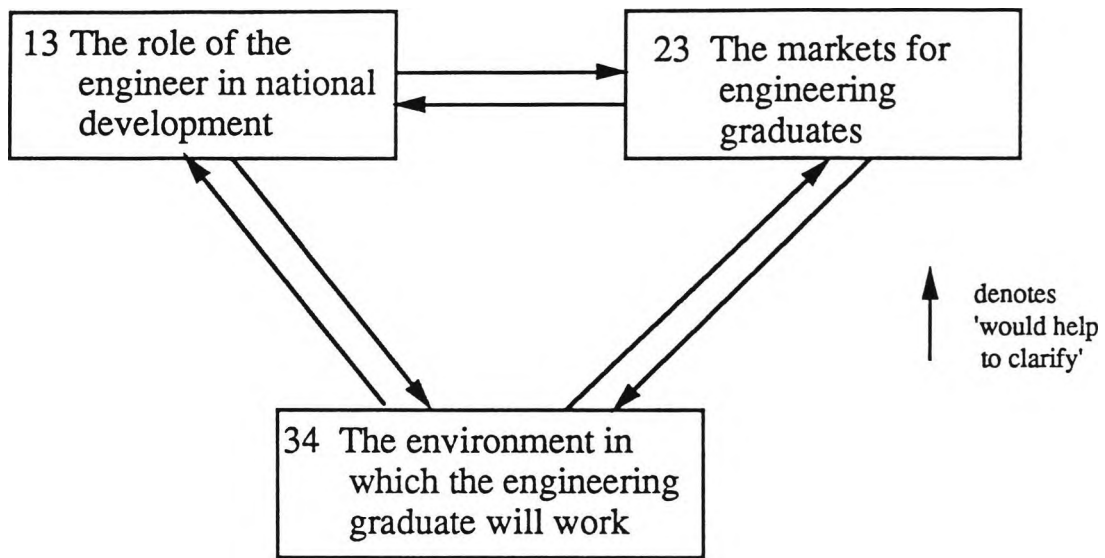 13 The role of the
engineer in national
development
23 The markets for
engineering
graduates
denotes
'would help
to clarify'
34 The environment in
which the engineering
graduate will work